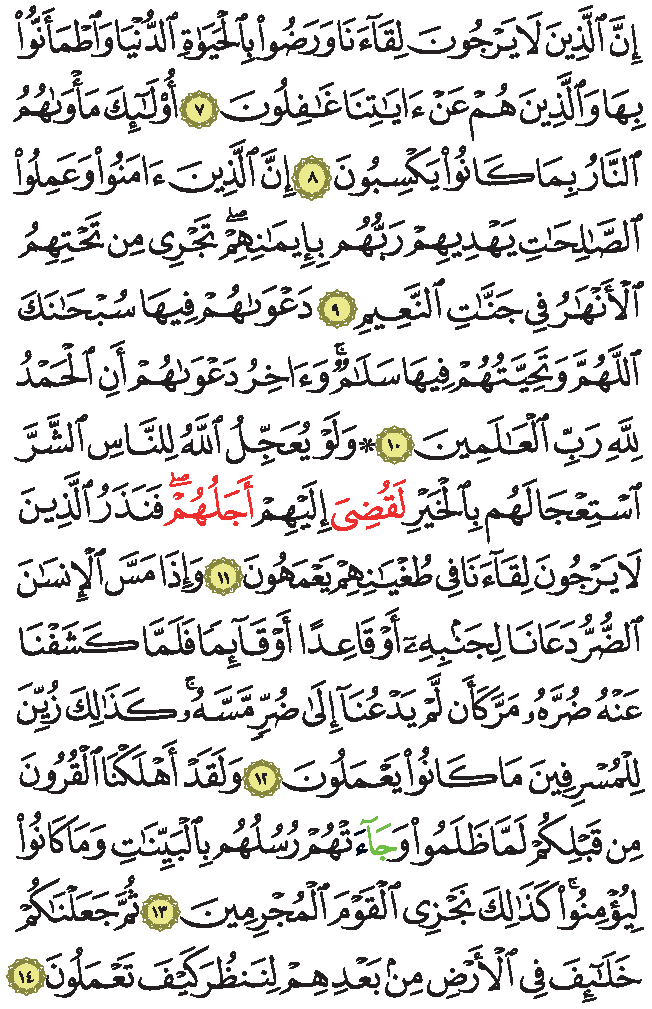 إِنَّ ٱلَّذِينَ لَا يَرۡجُونَ لِقَآءَنَا وَرَضُواْ بِٱلۡحَيَوٰةِ ٱلدُّنۡيَا وَٱطۡمَأَنُّواْ
بِهَا وَٱلَّذِينَ هُمۡ عَنۡ ءَايَٰتِنَا غَٰفِلُونَ ٧ أُوْلَٰٓئِكَ مَأۡوَىٰهُمُ
ٱلنَّارُ بِمَا كَانُواْ يَكۡسِبُونَ ٨ إِنَّ ٱلَّذِينَ ءَامَنُواْ وَعَمِلُواْ
ٱلصَّٰلِحَٰتِ يَهۡدِيهِمۡ رَبُّهُم بِإِيمَٰنِهِمۡۖ تَجۡرِي مِن تَحۡتِهِمُ
ٱلۡأَنۡهَٰرُ فِي جَنَّٰتِ ٱلنَّعِيمِ ٩ دَعۡوَىٰهُمۡ فِيهَا سُبۡحَٰنَكَ
ٱللَّهُمَّ وَتَحِيَّتُهُمۡ فِيهَا سَلَٰمٞۚ وَءَاخِرُ دَعۡوَىٰهُمۡ أَنِ ٱلۡحَمۡدُ
لِلَّهِ رَبِّ ٱلۡعَٰلَمِينَ ١٠ ۞ وَلَوۡ يُعَجِّلُ ٱللَّهُ لِلنَّاسِ ٱلشَّرَّ
ٱسۡتِعۡجَالَهُم بِٱلۡخَيۡرِ لَقُضِيَ إِلَيۡهِمۡ أَجَلُهُمۡۖ فَنَذَرُ ٱلَّذِينَ
لَا يَرۡجُونَ لِقَآءَنَا فِي طُغۡيَٰنِهِمۡ يَعۡمَهُونَ ١١ وَإِذَا مَسَّ ٱلۡإِنسَٰنَ
ٱلضُّرُّ دَعَانَا لِجَنۢبِهِۦٓ أَوۡ قَاعِدًا أَوۡ قَآئِمٗا فَلَمَّا كَشَفۡنَا
عَنۡهُ ضُرَّهُۥ مَرَّ كَأَن لَّمۡ يَدۡعُنَآ إِلَىٰ ضُرّٖ مَّسَّهُۥۚ كَذَٰلِكَ زُيِّنَ
لِلۡمُسۡرِفِينَ مَا كَانُواْ يَعۡمَلُونَ ١٢ وَلَقَدۡ أَهۡلَكۡنَا ٱلۡقُرُونَ
مِن قَبۡلِكُمۡ لَمَّا ظَلَمُواْ وَجَآءَتۡهُمۡ رُسُلُهُم بِٱلۡبَيِّنَٰتِ وَمَا كَانُواْ
لِيُؤۡمِنُواْۚ كَذَٰلِكَ نَجۡزِي ٱلۡقَوۡمَ ٱلۡمُجۡرِمِينَ ١٣ ثُمَّ جَعَلۡنَٰكُمۡ
خَلَٰٓئِفَ فِي ٱلۡأَرۡضِ مِنۢ بَعۡدِهِمۡ لِنَنظُرَ كَيۡفَ تَعۡمَلُونَ ١٤